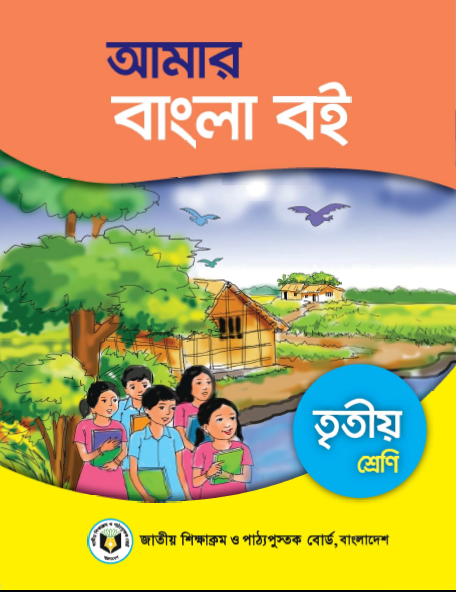 আমার
বাংলা বই
তৃতীয়
শ্রেণি
জাতীয় শিক্ষাক্রম ও পাঠ্যপুস্তক বোর্ড, বাংলাদেশ